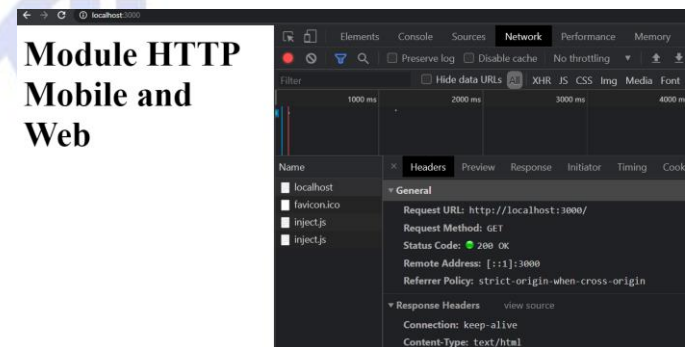 localhost:3000
Module HTTP
Mobile and
Web
Elements Console Sources Network Performance Memory
Preserve log Disable cache No throttling
Filter Hide data URLs All XHR JS CSS Img Media Font
1000 ms 2000 ms 3000 ms 4000 m
Name
localhost
favicon.ico
inject.js
inject.js
× Headers Preview Response Initiator Timing Cook
General
Request URL: http://localhost:3000/
Request Method: GET
Status Code: 200 OK
Remote Address: [::1]:3000
Referrer Policy: strict-origin-when-cross-origin
Response Headers view source
Connection: keep-alive
Content-Type: text/html